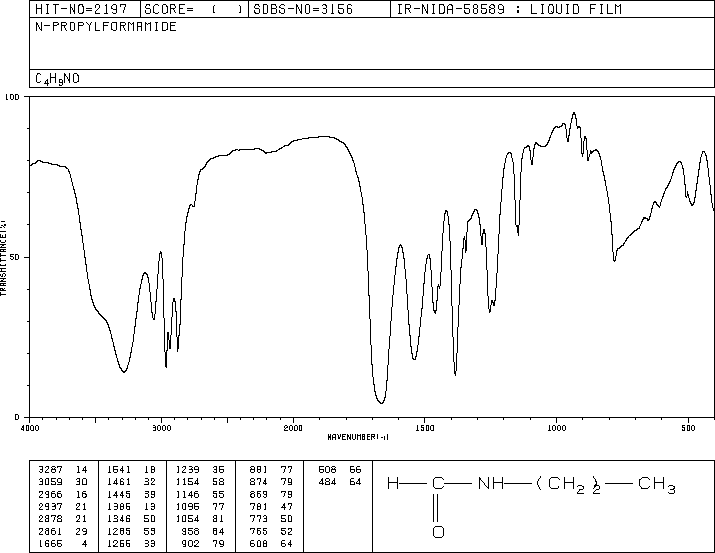 HIT-NO=2197 SCORE= ( ) SDBS-NO=3156 IR-NIDA-58589 : LIQUID FILM
N-PROPYLFORMAMIDE
C4H9NO
100
50
0
TRANSMITTANCE(%)
4000 3000 2000 1500 1000 500
WAVENUMBER(-1)
3287 14 1541 18 1239 35 881 77 508 66
3059 30 1461 32 1154 58 874 79 484 64
2966 16 1445 39 1146 55 869 79
2937 21 1386 13 1095 77 781 47
2878 21 1346 50 1054 81 773 50
2861 29 1285 53 958 84 765 52
1665 4 1255 33 902 79 608 64
H—C—NH—(CH2)2—CH3
O